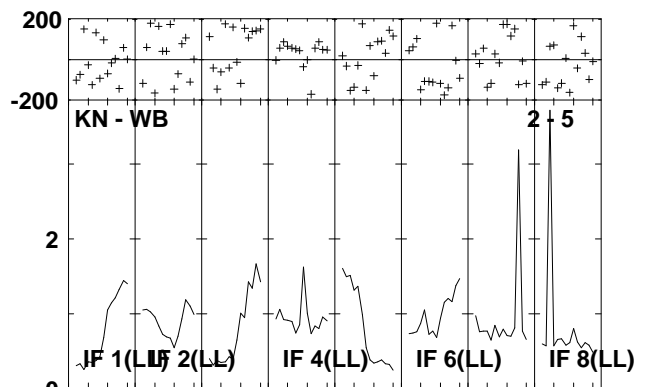 200
-200
KN - WB 2 - 5
2
IF 1(LL) IF 2(LL) IF 4(LL) IF 6(LL) IF 8(LL)
0